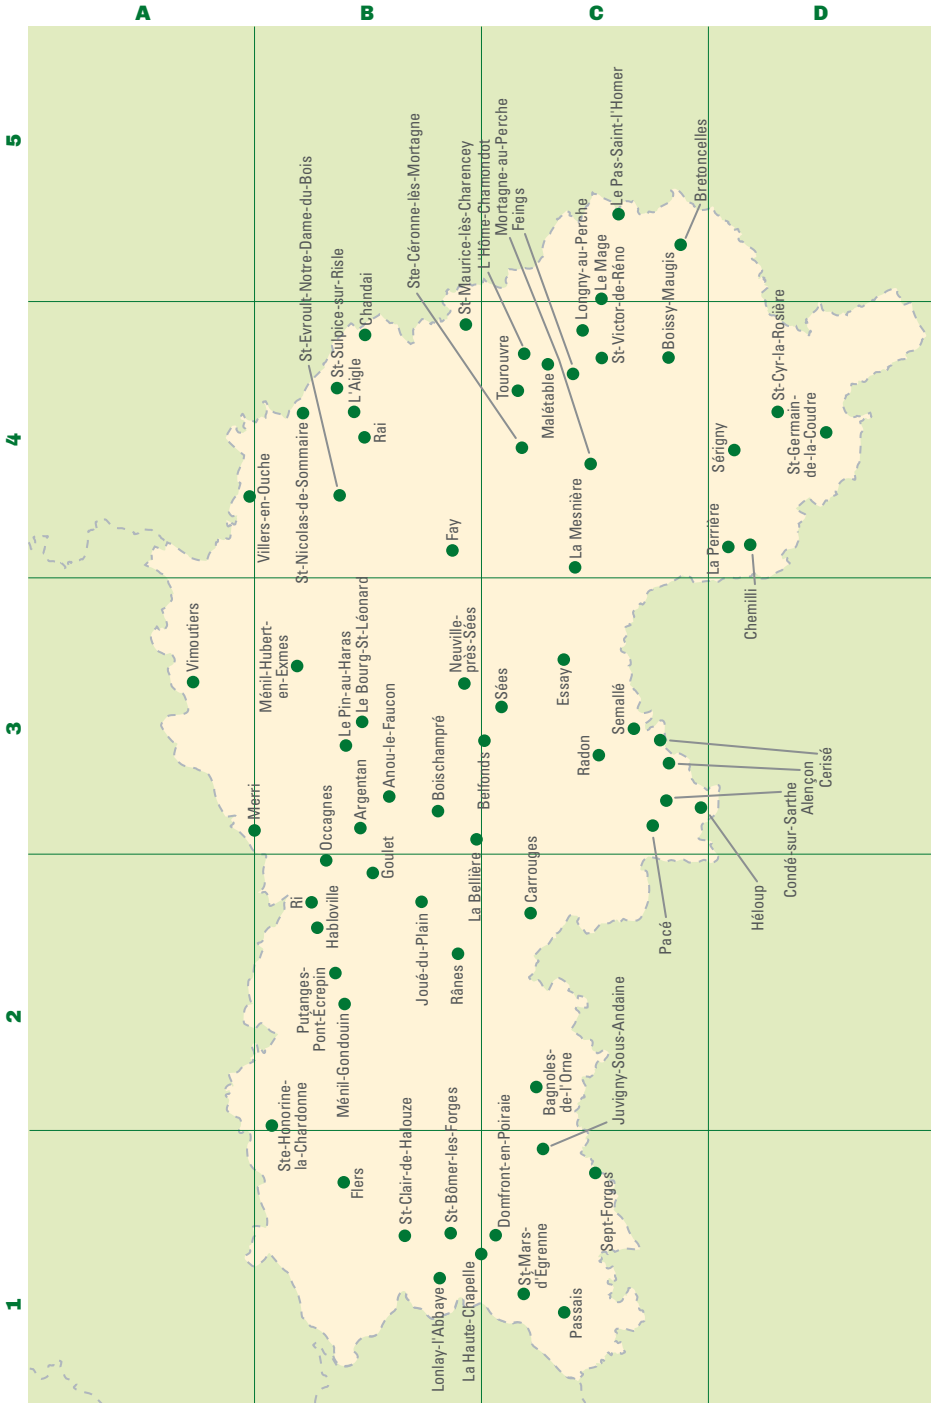 A
B
C
D
5
4
3
2
1
Le Pas-Saint-l'Homer
Bretoncelles
Mortagne-au-Perche
Feings
L'Hôme-Chamondot
St-Maurice-lès-Charencey
Ste-Céronne-lès-Mortagne
St-Evroult-Notre-Dame-du-Bois
St-Sulpice-sur-Risle
Chandai
Longny-au-Perche
Le Mage
St-Victor-de-Réno
Boissy-Maugis
St-Cyr-la-Rosière
L'Aigle
Rai
Tourouvre
Malétable
Sérigny
St-Germain-
de-la-Coudre
Villers-en-Ouche
St-Nicolas-de-Sommaire
Fay
La Mesnière
La Perrière
Chemilli
Vimoutiers
Ménil-Hubert-
en-Exmes
Le Pin-au-Haras
Le Bourg-St-Léonard
Neuville-
près-Sées
Sées
Essay
Semallé
Radon
Cerisé
Alençon
Condé-sur-Sarthe
Héloup
Pacé
Anou-le-Faucon
Boischampré
Belfonds
Merri
Occagnes
Argentan
Goulet
La Bellière
Carrouges
Ri
Habloville
Joué-du-Plain
Rânes
Putanges-
Pont-Écrepin
Ménil-Gondouin
Bagnoles-
de-l'Orne
Juvigny-Sous-Andaine
Ste-Honorine-
la-Chardonne
Flers
St-Clair-de-Halouze
St-Bômer-les-Forges
Domfront-en-Poiraie
Sept-Forges
St-Mars-
d'Égrenne
Passais
Lonlay-l'Abbaye
La Haute-Chapelle